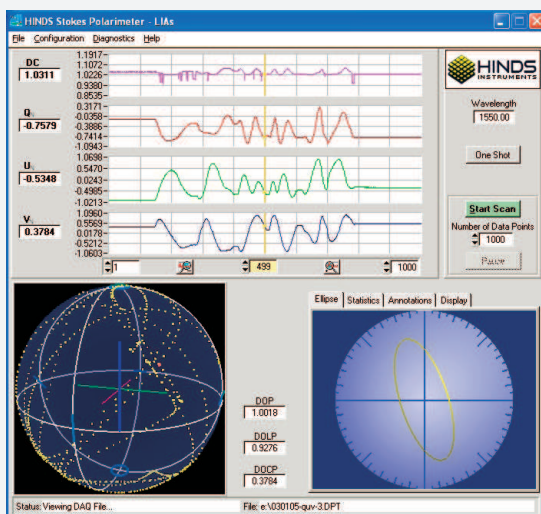 HINDS Stokes Polarimeter - LIAs
File Configuration Diagnostics Help
DC
1.0311
1.1917
1.1072
1.0226
0.9380
0.8535
Q
-0.7579
0.3171
-0.0358
-0.3886
-0.7414
-1.0943
U
-0.5348
1.0698
0.5470
0.0243
-0.4985
-1.0213
V
0.3784
1.0960
0.5569
0.0178
-0.5212
-1.0603
1
499
1000
HINDS
INSTRUMENTS
Wavelength
1550.00
One Shot
Start Scan
Number of Data Points
1000
Pause
DOP
1.0018
DOLP
0.9276
DOCP
0.3784
Ellipse Statistics Annotations Display
Status: Viewing DAQ File... File: e:\030105-quv-3.DPT